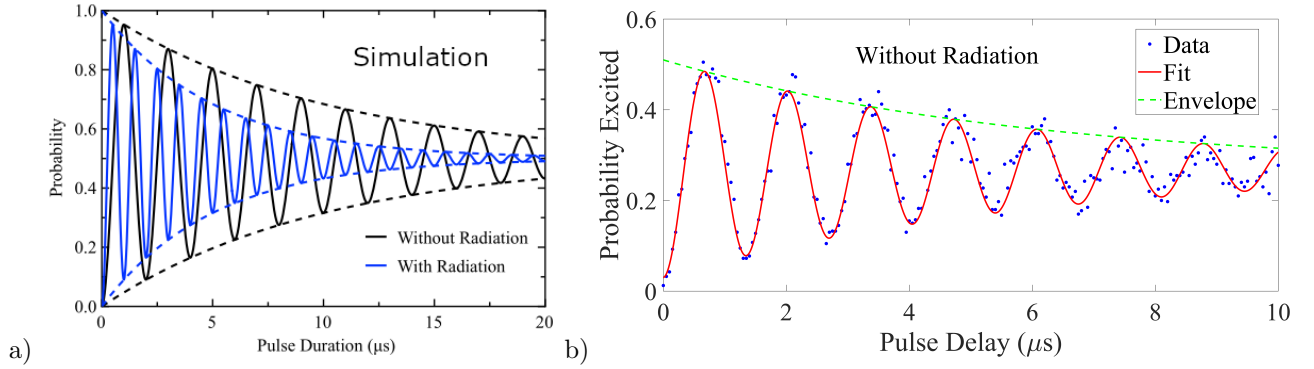 1.0
0.8
0.6
0.4
0.2
0.0
Probability
Simulation
Without Radiation
With Radiation
0
5
10
15
20
Pulse Duration (μs)
a)
0.6
0.4
0.2
0
Probability Excited
Without Radiation
Data
Fit
Envelope
0
2
4
6
8
10
Pulse Delay (μs)
b)